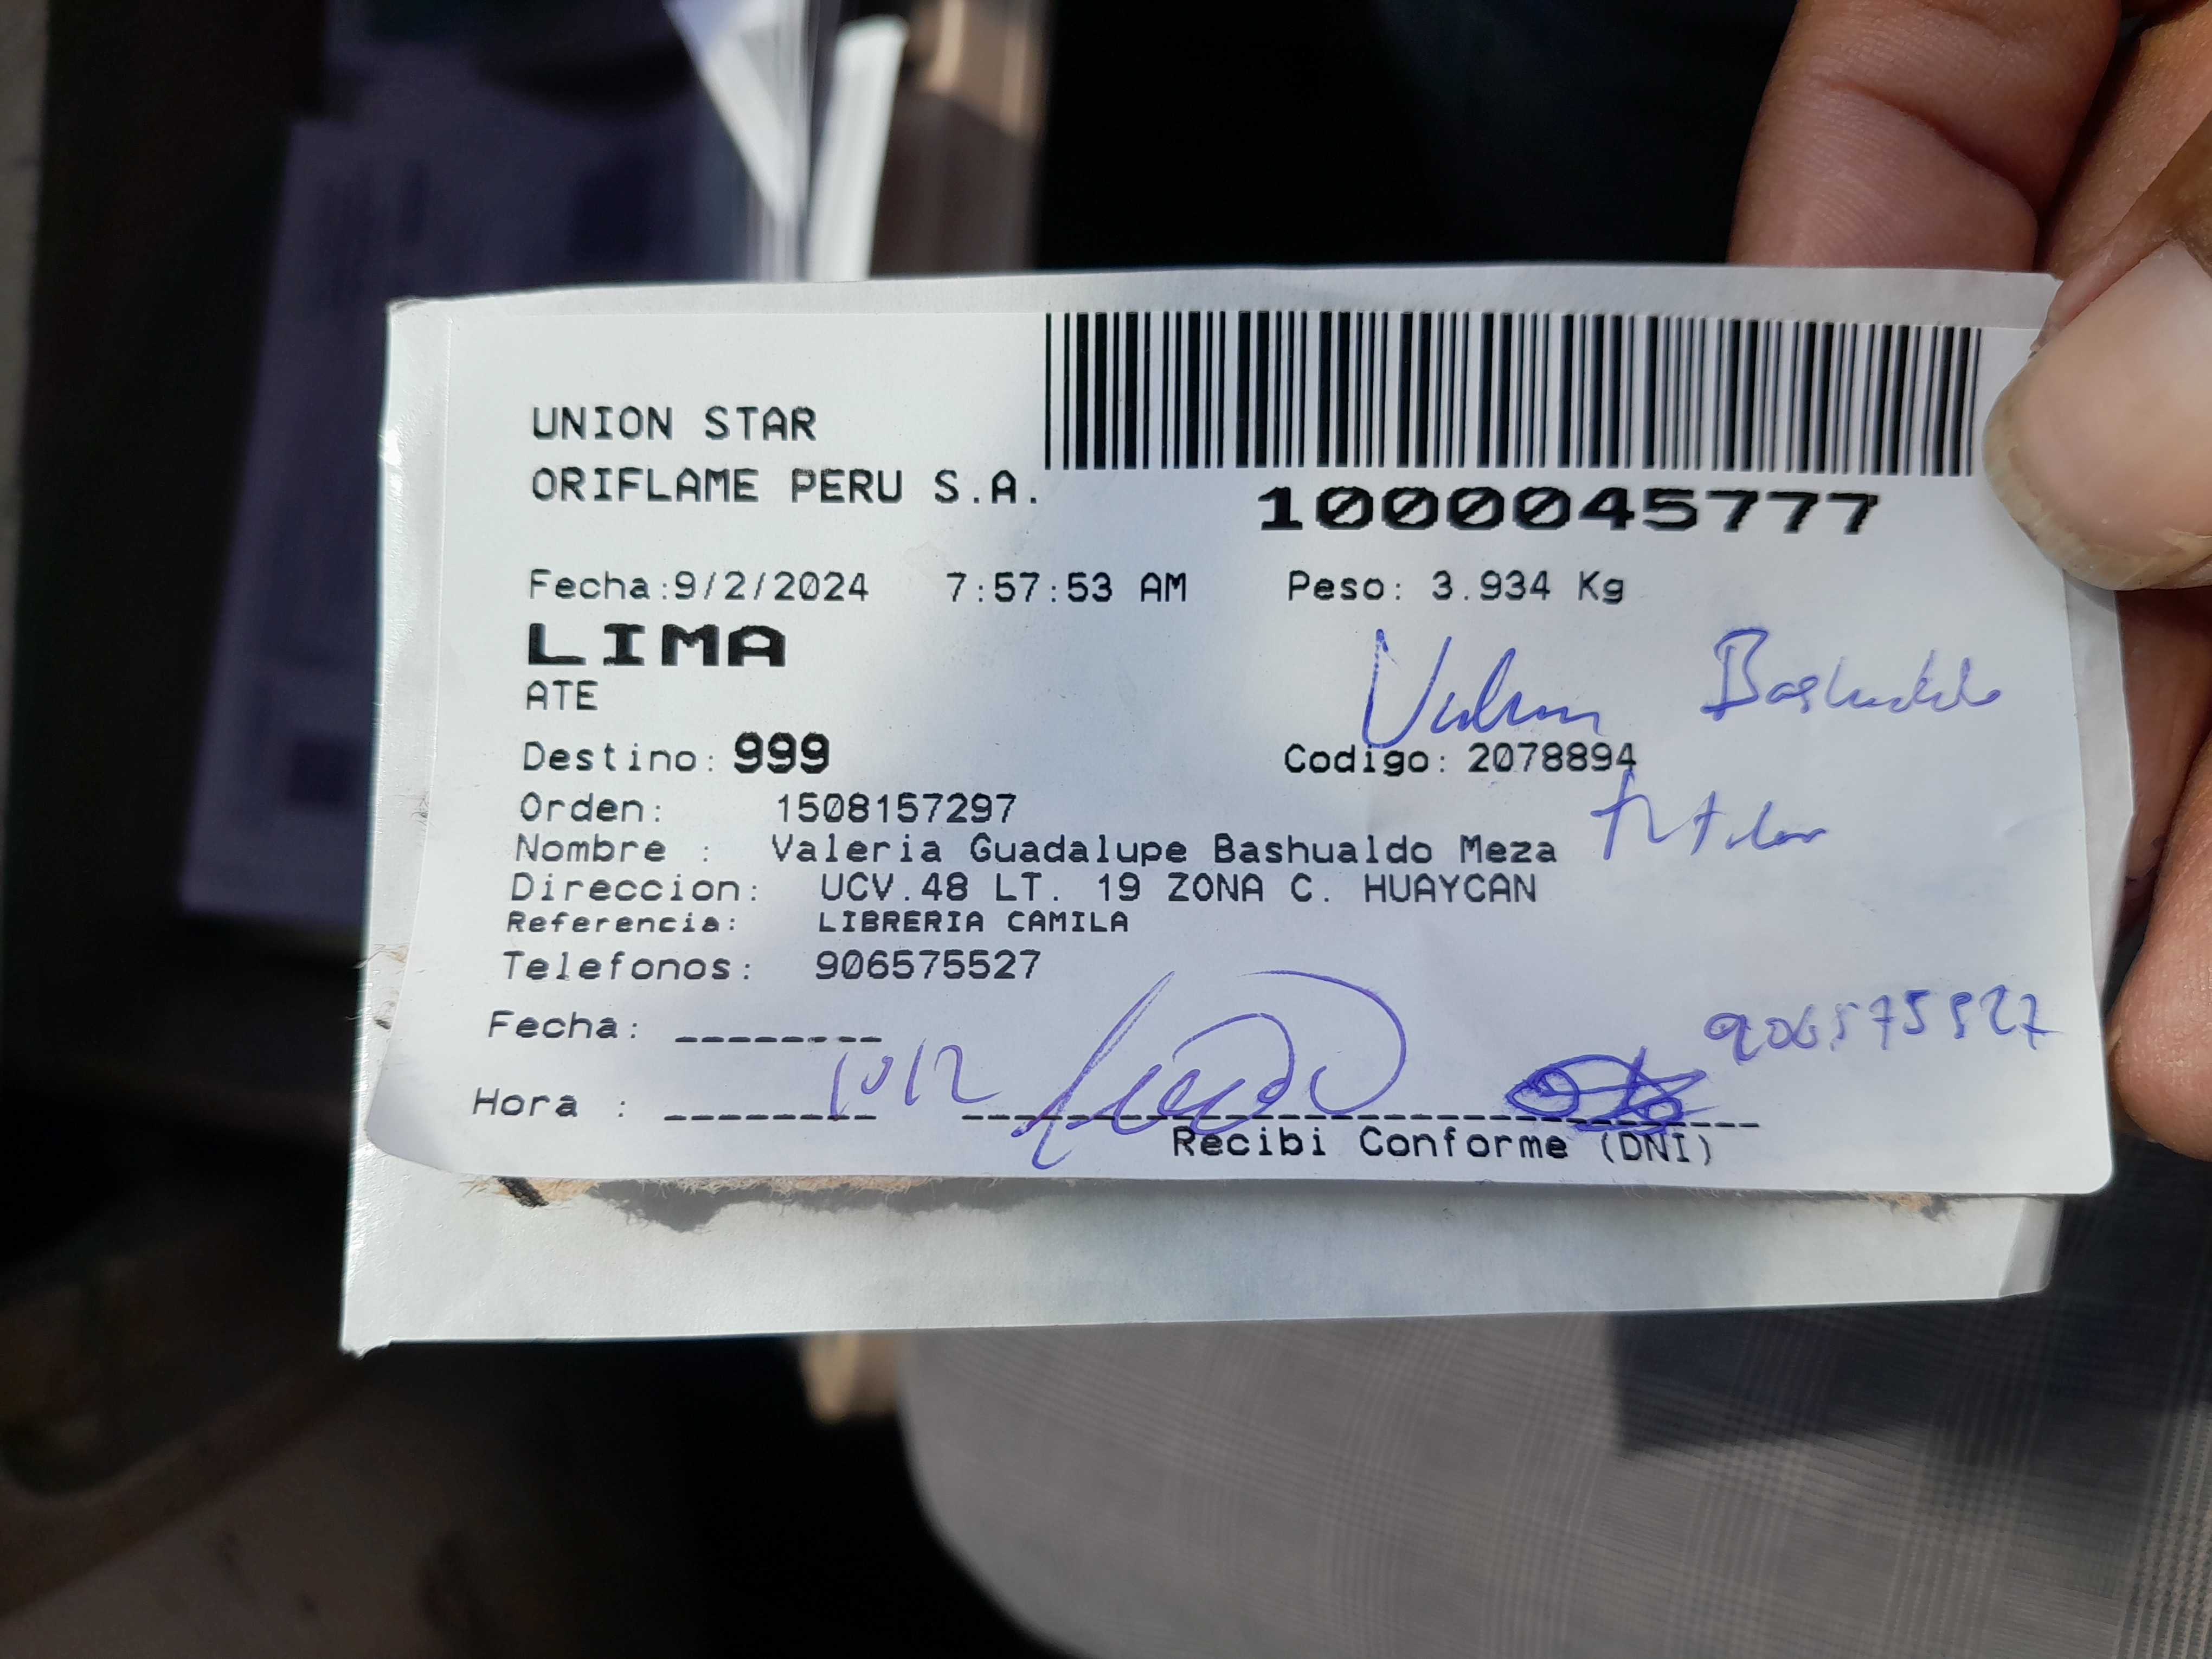 UNION STAR
ORIFLAME PERU S.A.
1000045777
Fecha:9/2/2024 7:57:53 AM Peso: 3.934 Kg
LIMA
ATE
Bashualdo
Destino: 999 Codigo: 2078894
Orden: 1508157297
Nombre : Valeria Guadalupe Bashualdo Meza
Direccion: UCV.48 LT. 19 ZONA C. HUAYCAN
Referencia: LIBRERIA CAMILA
Telefonos: 906575527
906575527
Fecha:
Hora : 1012
Recibi Conforme (DNI)